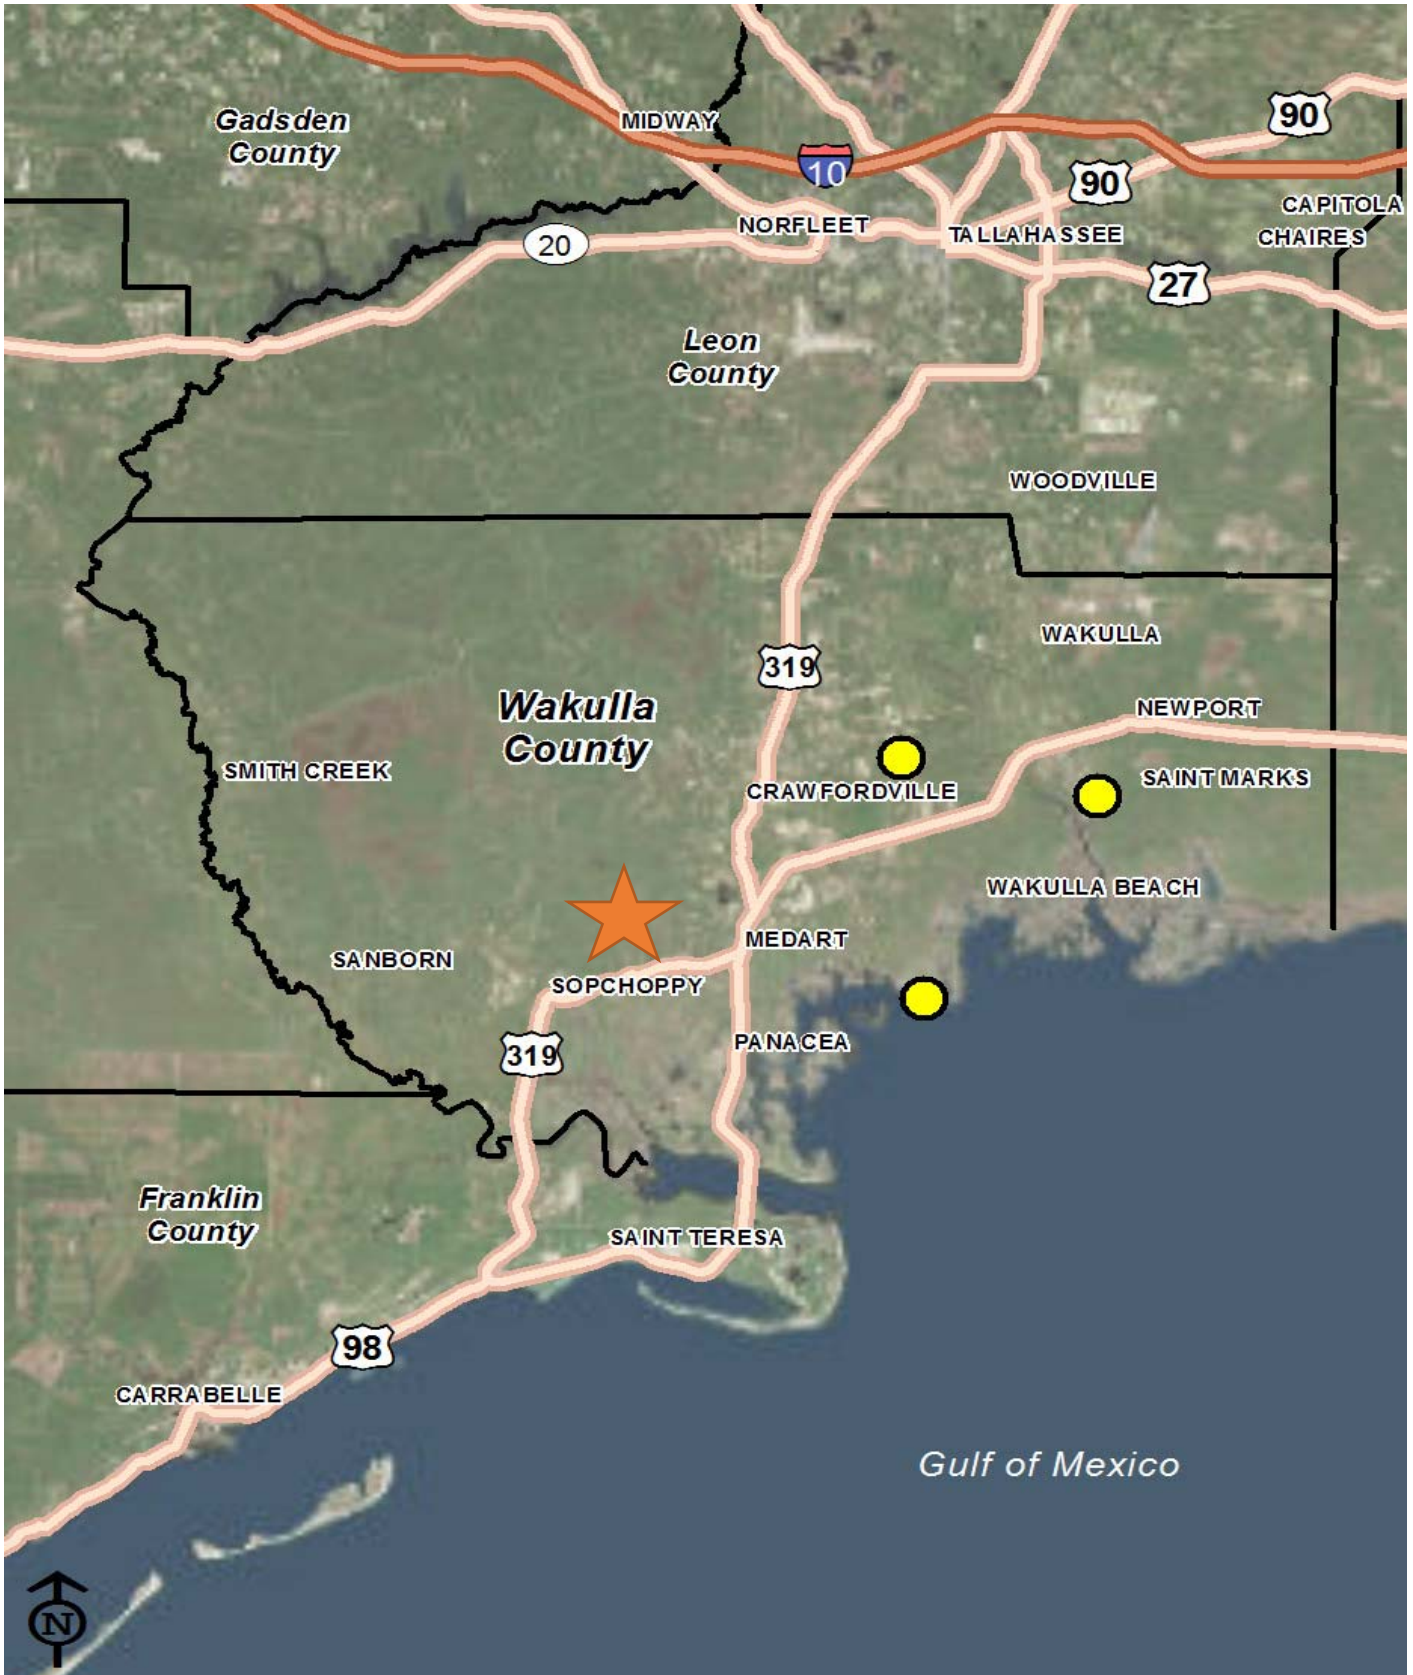 Gadsden
County
MIDWAY
90
10
90
CAPITOLA
NORFLEET
TALLAHASSEE
CHAIRES
20
27
Leon
County
WOODVILLE
WAKULLA
319
Wakulla
County
NEWPORT
SMITH CREEK
SAINT MARKS
CRAWFORDVILLE
WAKULLA BEACH
MEDART
SANBORN
SOPCHOPPY
PANACEA
319
Franklin
County
SAINT TERESA
98
CARRABELLE
Gulf of Mexico
N